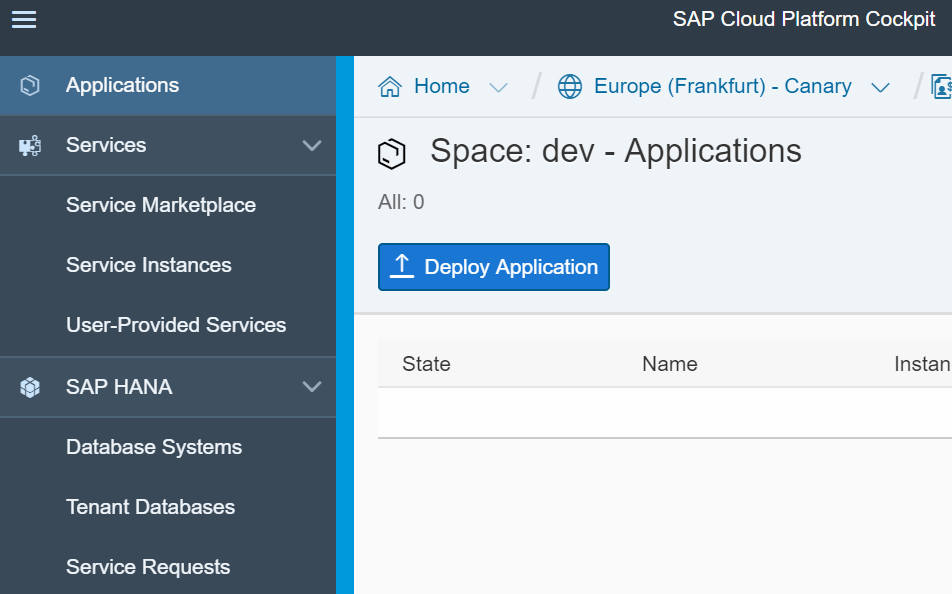 SAP Cloud Platform Cockpit
Applications
Services
Service Marketplace
Service Instances
User-Provided Services
SAP HANA
Database Systems
Tenant Databases
Service Requests
Home / Europe (Frankfurt) - Canary /
Space: dev - Applications
All: 0
Deploy Application
State Name Instan